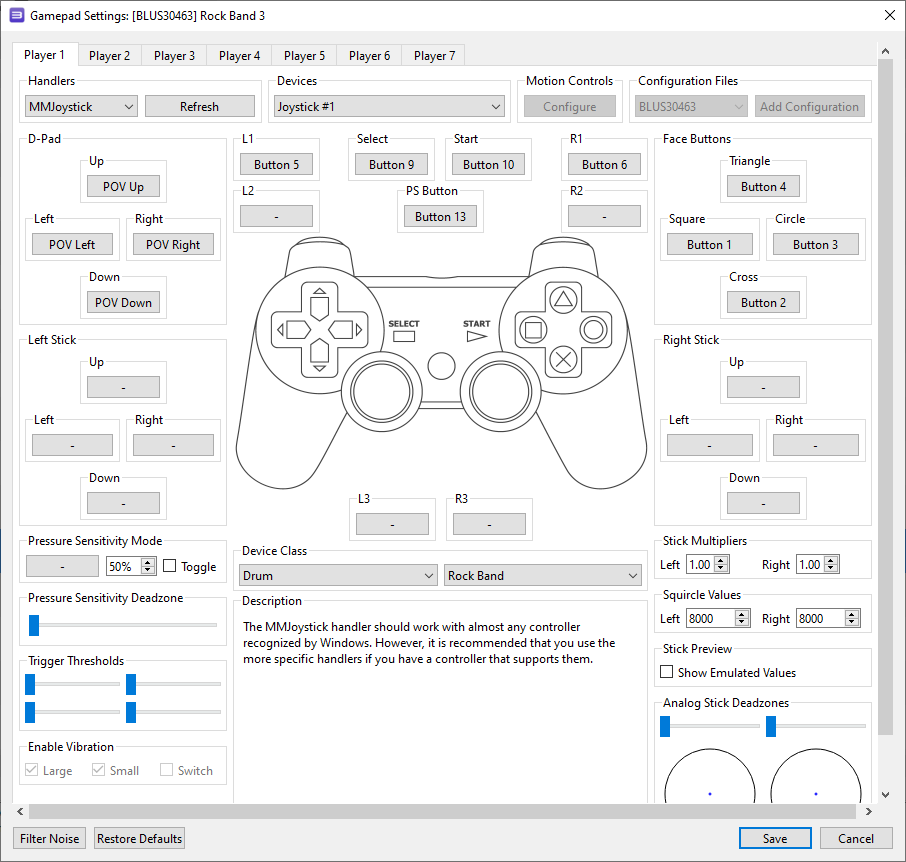 Gamepad Settings: [BLUS30463] Rock Band 3
Player 1 Player 2 Player 3 Player 4 Player 5 Player 6 Player 7
Handlers
MMJoystick Refresh
Devices
Joystick #1
Motion Controls
Configure
Configuration Files
BLUS30463 Add Configuration
D-Pad
Up
POV Up
Left Right
POV Left POV Right
Down
POV Down
L1
Button 5
L2
-
Select
Button 9
Start
Button 10
PS Button
Button 13
R1
Button 6
R2
-
Face Buttons
Triangle
Button 4
Square Circle
Button 1 Button 3
Cross
Button 2
SELECT START
Left Stick
Up
-
Left Right
- -
Down
-
Right Stick
Up
-
Left Right
- -
Down
-
L3 R3
- -
Pressure Sensitivity Mode
- 50% Toggle
Pressure Sensitivity Deadzone
Trigger Thresholds
Enable Vibration
Large Small Switch
Device Class
Drum Rock Band
Description
The MMJoystick handler should work with almost any controller
recognized by Windows. However, it is recommended that you use the
more specific handlers if you have a controller that supports them.
Stick Multipliers
Left 1.00 Right 1.00
Squircle Values
Left 8000 Right 8000
Stick Preview
Show Emulated Values
Analog Stick Deadzones
Filter Noise Restore Defaults Save Cancel